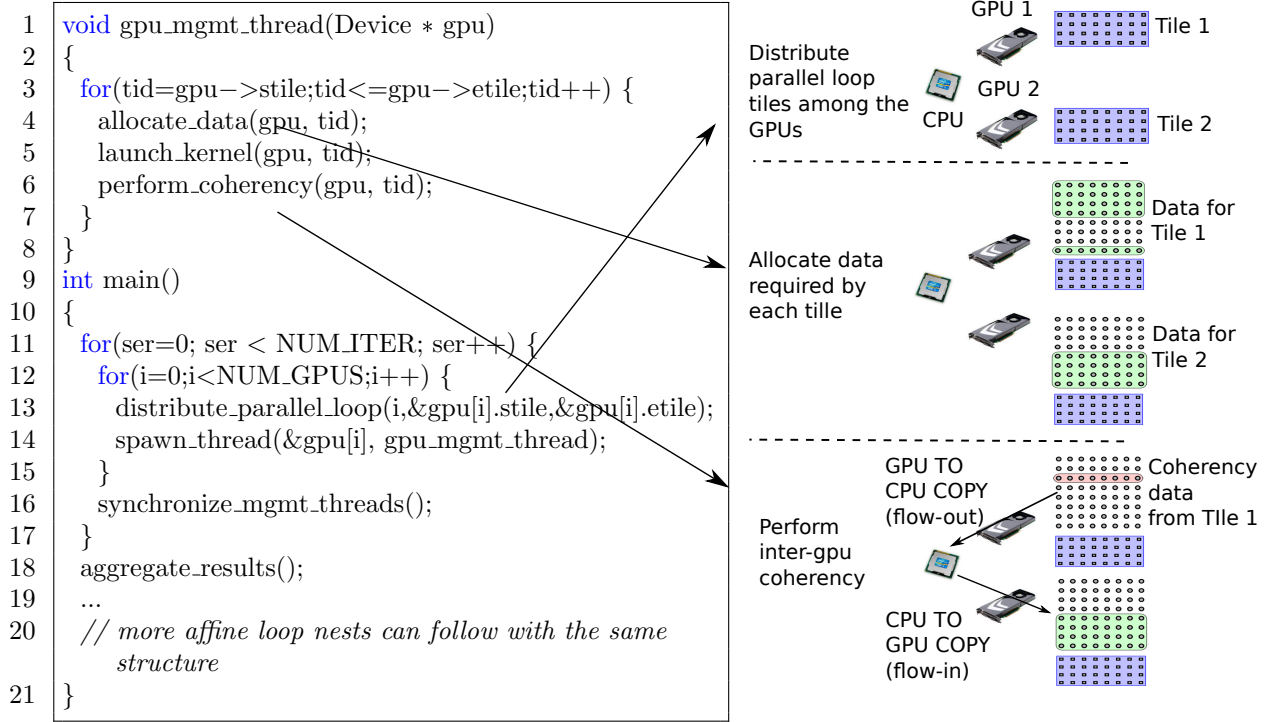 1 void gpu_mgmt_thread(Device * gpu)
2 {
3 for(tid=gpu−>stile;tid<=gpu−>etile;tid++) {
4 allocate_data(gpu, tid);
5 launch_kernel(gpu, tid);
6 perform_coherency(gpu, tid);
7 }
8 }
9 int main()
10 {
11 for(ser=0; ser < NUM_ITER; ser++) {
12 for(i=0;i<NUM_GPUS;i++) {
13 distribute_parallel_loop(i,&gpu[i].stile,&gpu[i].etile);
14 spawn_thread(&gpu[i], gpu_mgmt_thread);
15 }
16 synchronize_mgmt_threads();
17 }
18 aggregate_results();
19 ...
20 // more affine loop nests can follow with the same
structure
21 }
Distribute
parallel loop
tiles among the
GPUs
GPU 1
Tile 1
CPU
GPU 2
Tile 2
Allocate data
required by
each tille
Data for
Tile 1
Data for
Tile 2
Perform
inter-gpu
coherency
GPU TO
CPU COPY
(flow-out)
Coherency
data
from TIle 1
CPU TO
GPU COPY
(flow-in)